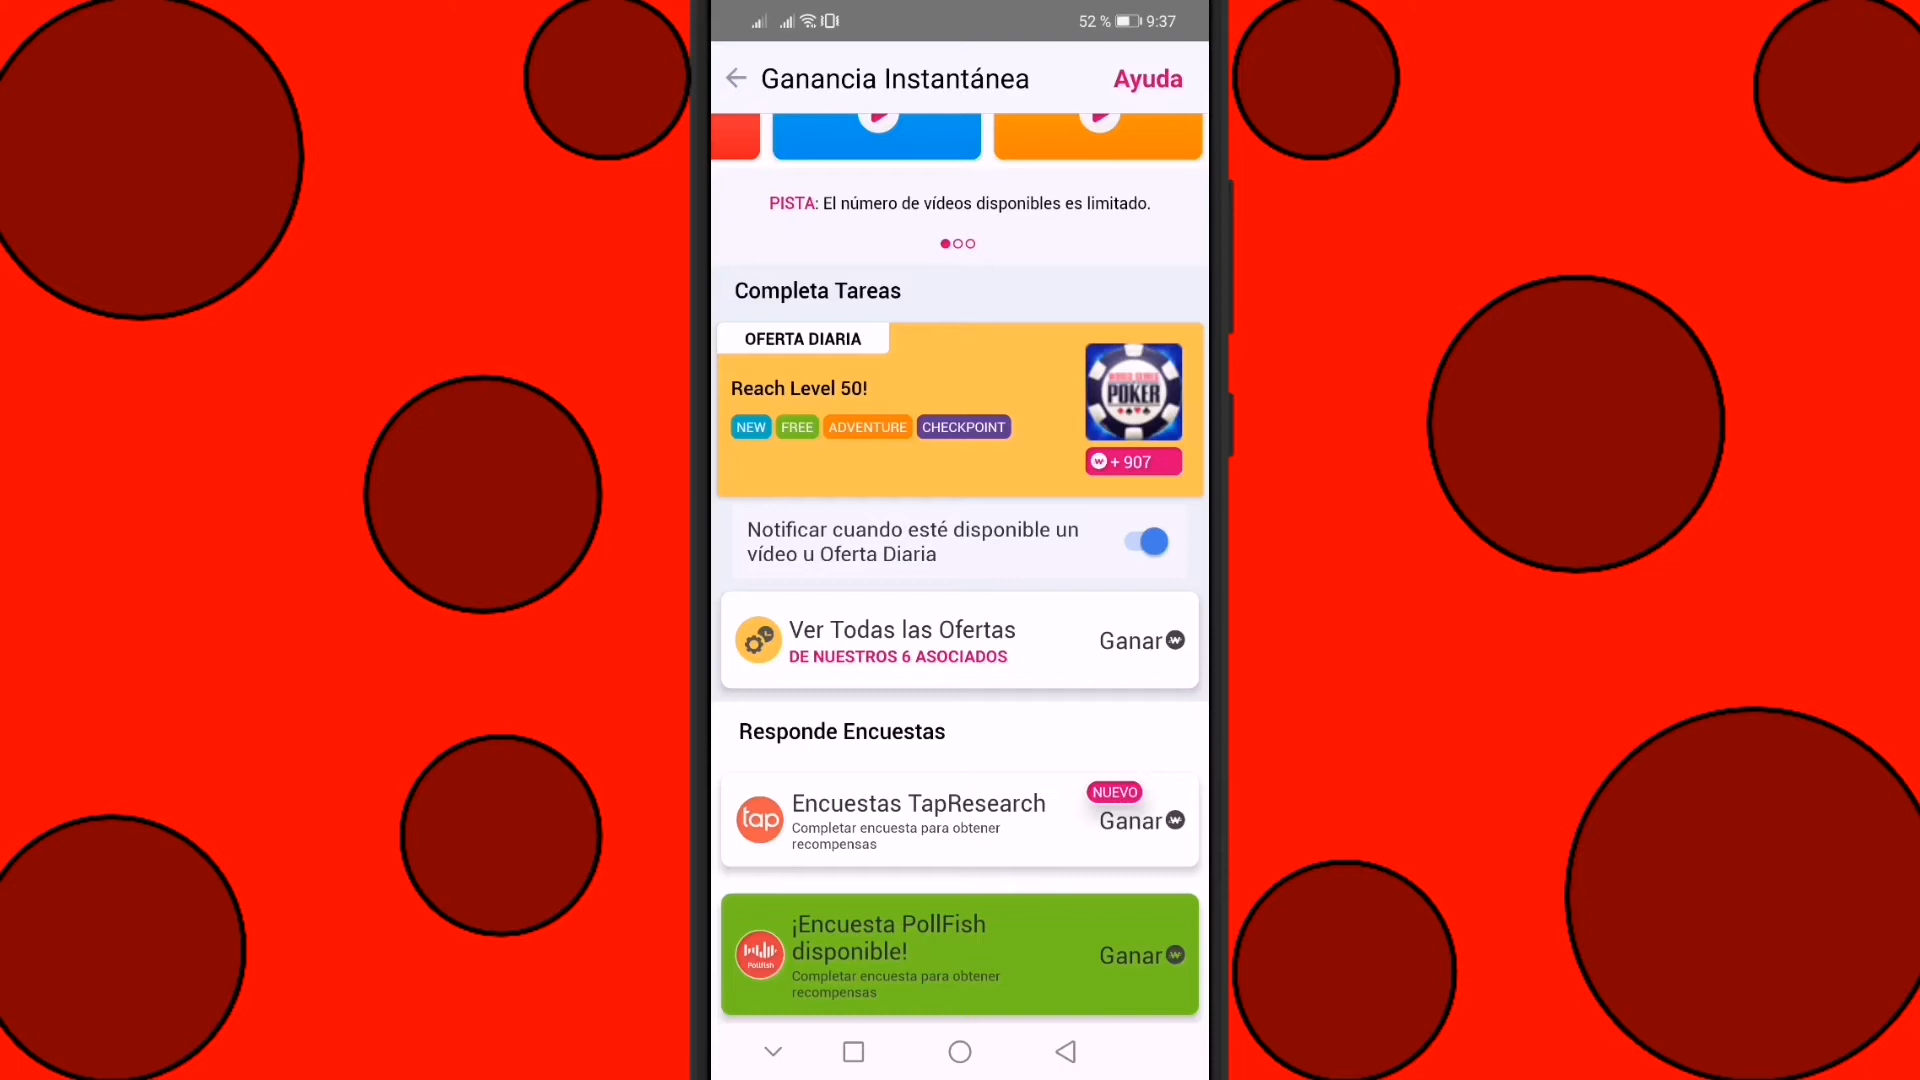 52 % 9:37
Ganancia Instantánea
Ayuda
PISTA: El número de vídeos disponibles es limitado.
Completa Tareas
OFERTA DIARIA
Reach Level 50!
NEW FREE ADVENTURE CHECKPOINT
WORLD SERIES
POKER
W + 907
Notificar cuando esté disponible un
vídeo u Oferta Diaria
Ver Todas las Ofertas
DE NUESTROS 6 ASOCIADOS
Ganar W
Responde Encuestas
tap
Encuestas TapResearch
Completar encuesta para obtener
recompensas
NUEVO
Ganar W
Pollfish
¡Encuesta PollFish
disponible!
Completar encuesta para obtener
recompensas
Ganar W